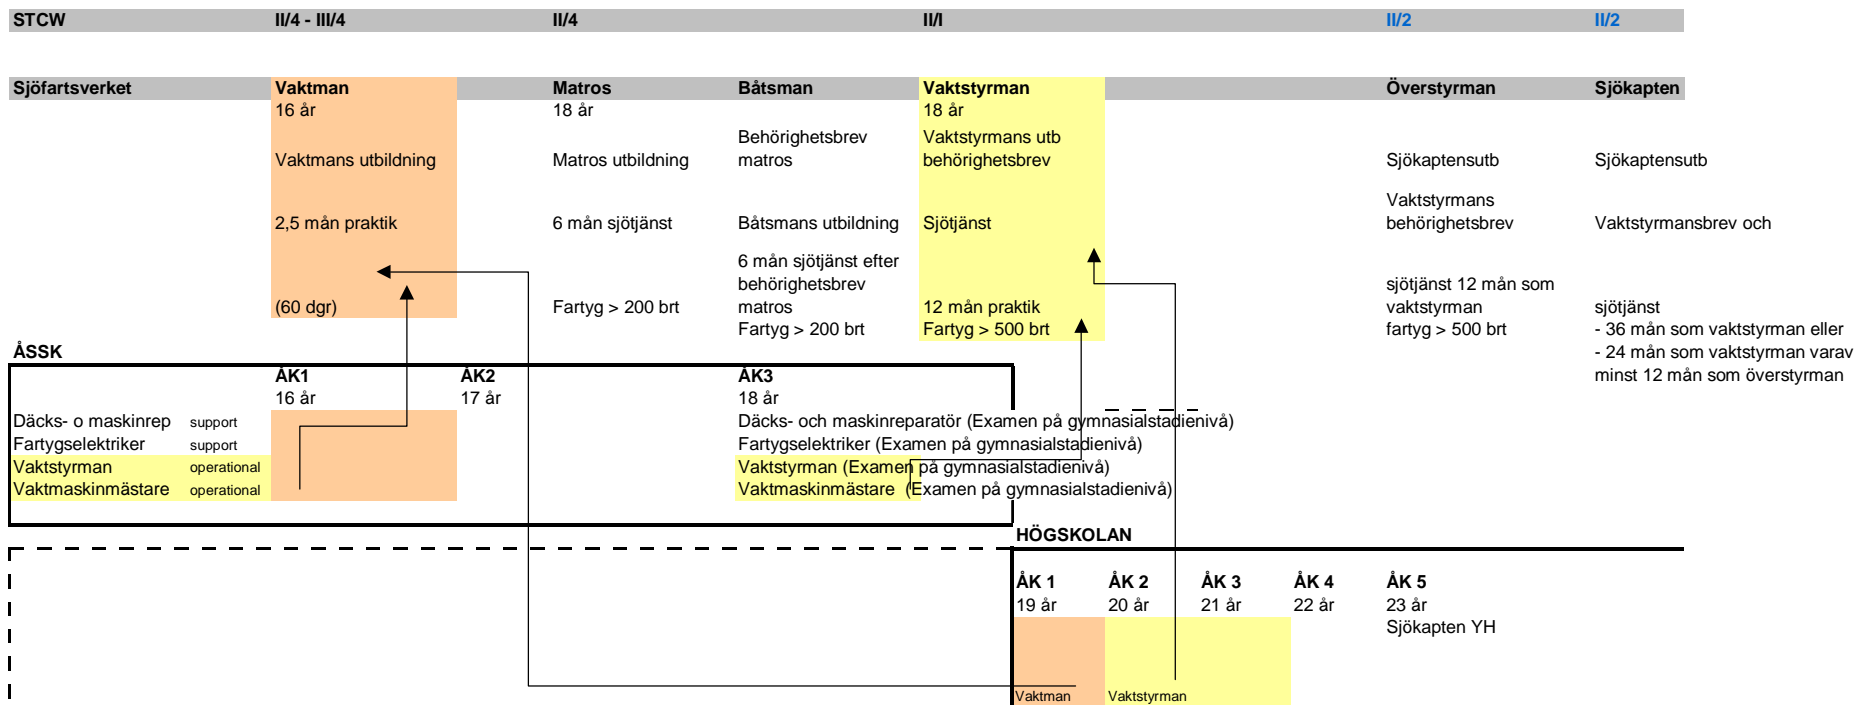 STCW II/4 - III/4 II/4 II/I II/2 II/2
Sjöfartsverket Vaktman Matros Båtsman Vaktstyrman Överstyrman Sjökapten
16 år 18 år 18 år
Behörighetsbrev Vaktstyrmans utb
Vaktmans utbildning Matros utbildning matros behörighetsbrev Sjökaptensutb Sjökaptensutb
Vaktstyrmans
2,5 mån praktik 6 mån sjötjänst Båtsmans utbildning Sjötjänst behörighetsbrev Vaktstyrmansbrev och
6 mån sjötjänst efter
behörighetsbrev sjötjänst 12 mån som
(60 dgr) Fartyg > 200 brt matros 12 mån praktik vaktstyrman sjötjänst
Fartyg > 200 brt Fartyg > 500 brt fartyg > 500 brt - 36 mån som vaktstyrman eller
ÅSSK - 24 mån som vaktstyrman varav
ÅK1 ÅK2 ÅK3 minst 12 mån som överstyrman
16 år 17 år 18 år
Däcks- o maskinrep support Däcks- och maskinreparatör (Examen på gymnasialstadienivå)
Fartygselektriker support Fartygselektriker (Examen på gymnasialstadienivå)
Vaktstyrman operational Vaktstyrman (Examen på gymnasialstadienivå)
Vaktmaskinmästare operational Vaktmaskinmästare (Examen på gymnasialstadienivå)
HÖGSKOLAN
ÅK 1 ÅK 2 ÅK 3 ÅK 4 ÅK 5
19 år 20 år 21 år 22 år 23 år
Sjökapten YH
Vaktman Vaktstyrman